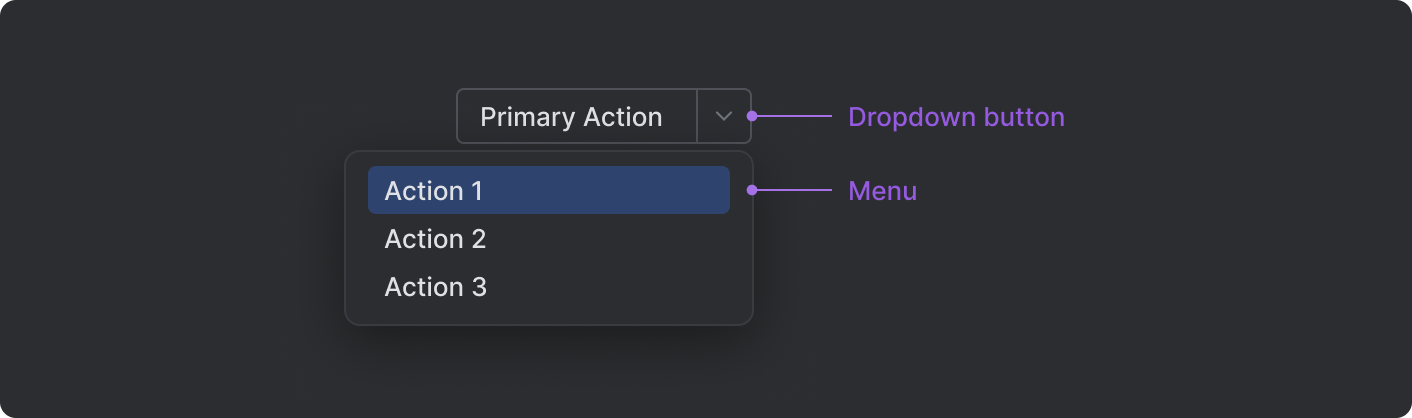 Primary Action
Dropdown button
Action 1
Menu
Action 2
Action 3